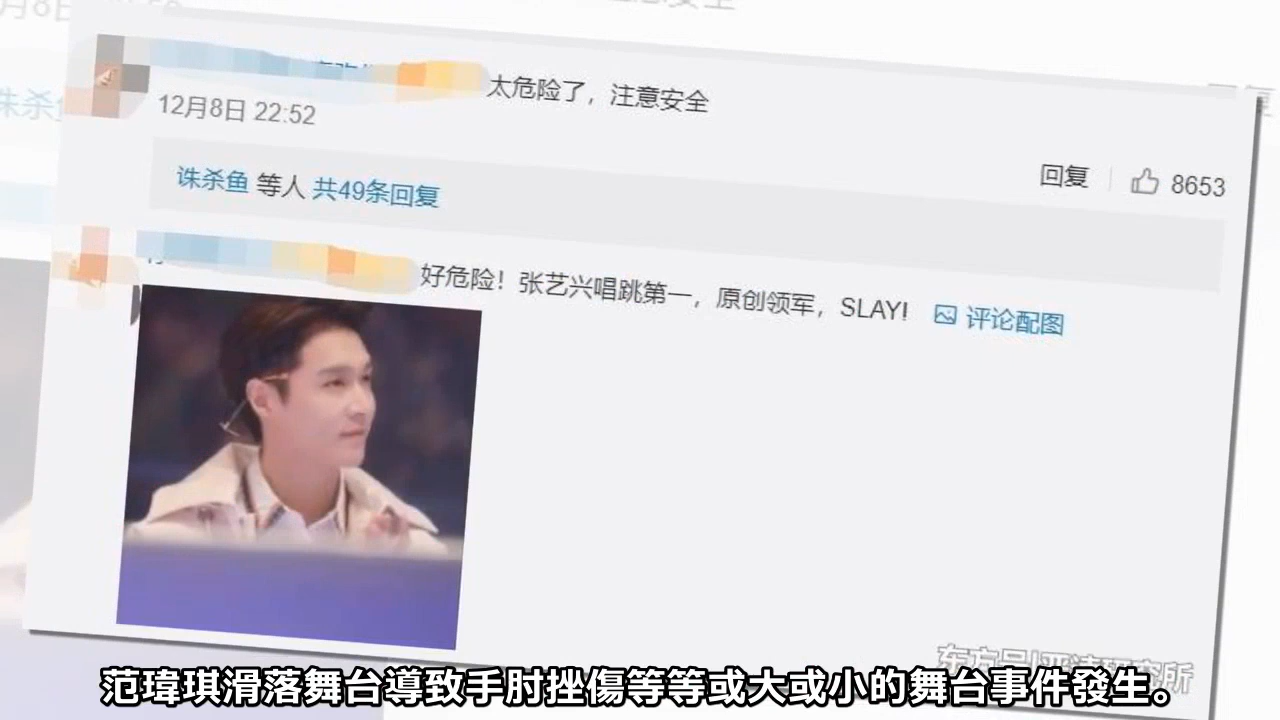 太危险了，注意安全
12月8日 22:52
回复 8653
诛杀鱼 等人 共49条回复
好危险！张艺兴唱跳第一，原创领军，SLAY! 评论配图
范瑋琪滑落舞台導致手肘挫傷等等或大或小的舞台事件發生。